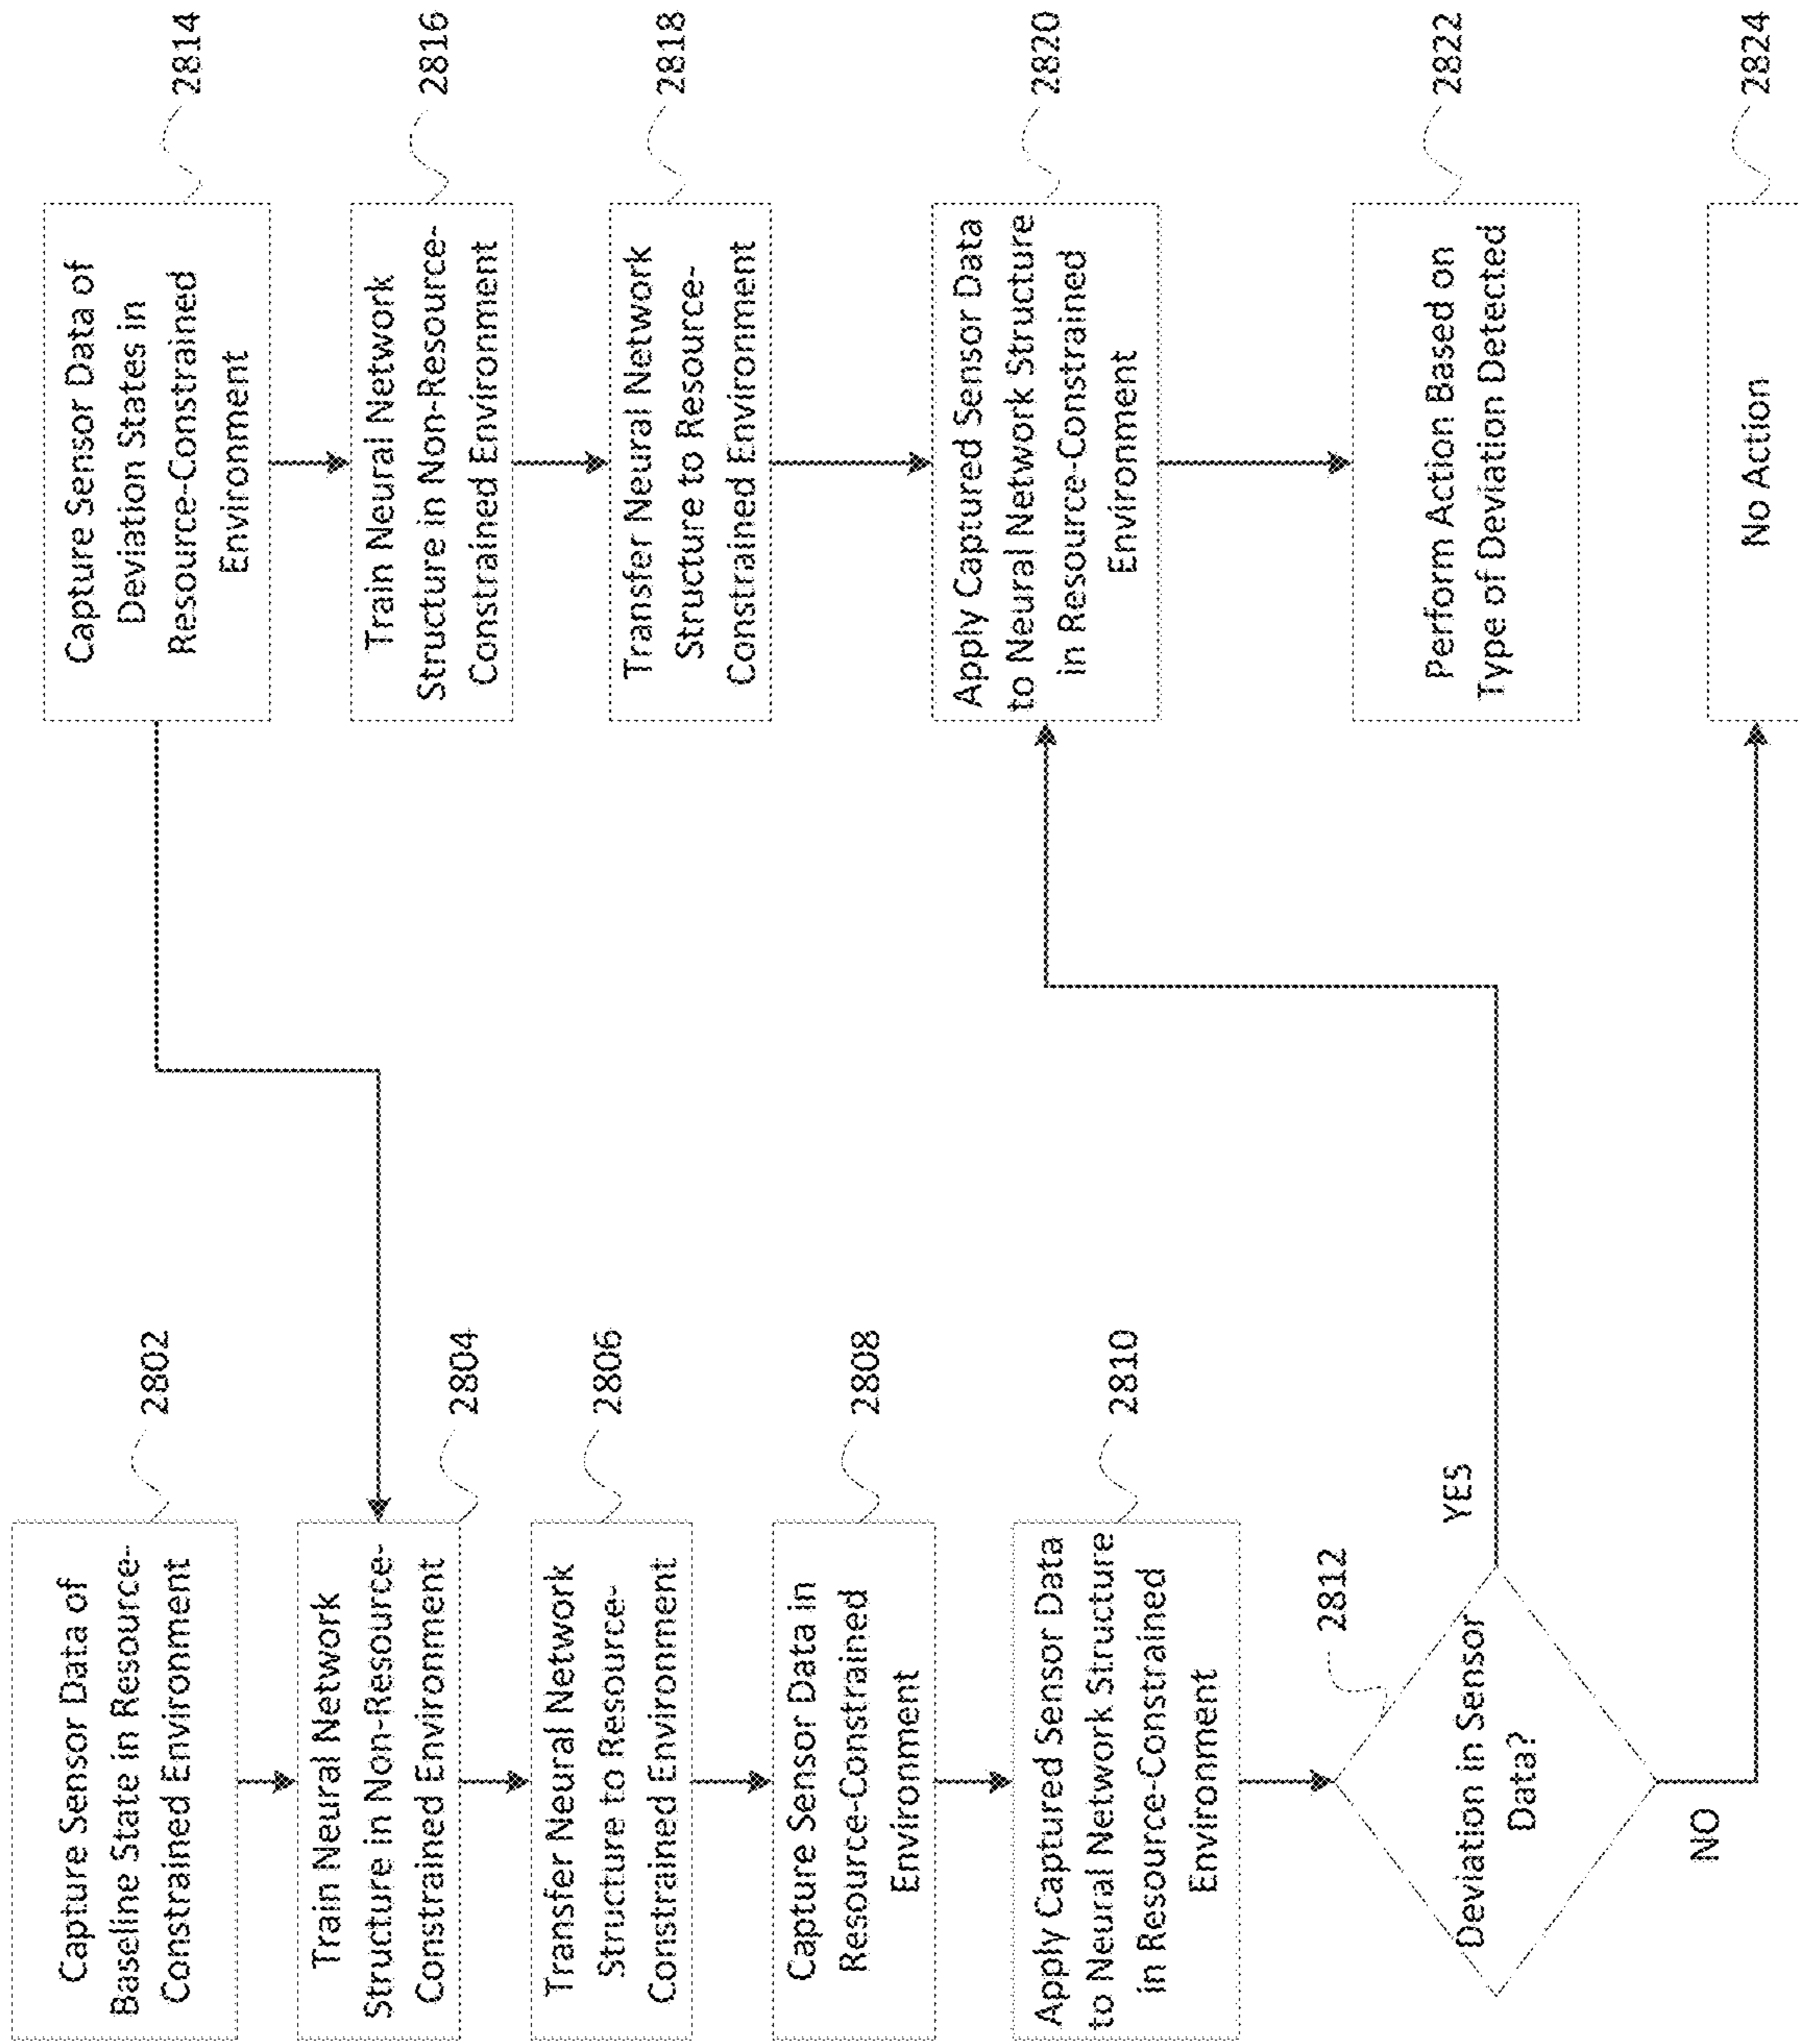 Capture Sensor Data of
Baseline State in Resource-
Constrained Environment
2802
Train Neural Network
Structure in Non-Resource-
Constrained Environment
2804
Transfer Neural Network
Structure to Resource-
Constrained Environment
2806
Capture Sensor Data in
Resource-Constrained
Environment
2808
Apply Captured Sensor Data
to Neural Network Structure
in Resource-Constrained
Environment
2810
Deviation in Sensor
Data?
2812
YES
NO
Capture Sensor Data of
Deviation States in
Resource-Constrained
Environment
2814
Train Neural Network
Structure in Non-Resource-
Constrained Environment
2816
Transfer Neural Network
Structure to Resource-
Constrained Environment
2818
Apply Captured Sensor Data
to Neural Network Structure
in Resource-Constrained
Environment
2820
Perform Action Based on
Type of Deviation Detected
2822
No Action
2824